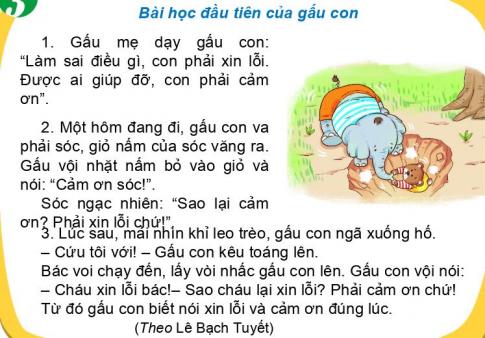 Bài học đầu tiên của gấu con
1. Gấu mẹ dạy gấu con:
“Làm sai điều gì, con phải xin lỗi.
Được ai giúp đỡ, con phải cảm
ơn”.
2. Một hôm đang đi, gấu con va
phải sóc, giỏ nấm của sóc văng ra.
Gấu vội nhặt nấm bỏ vào giỏ và
nói: “Cảm ơn sóc!”.
Sóc ngạc nhiên: “Sao lại cảm
ơn? Phải xin lỗi chứ!”
3. Lúc sau, mải nhìn khỉ leo trèo, gấu con ngã xuống hố.
– Cứu tôi với! – Gấu con kêu toáng lên.
Bác voi chạy đến, lấy vòi nhấc gấu con lên. Gấu con vội nói:
– Cháu xin lỗi bác!– Sao cháu lại xin lỗi? Phải cảm ơn chứ!
Từ đó gấu con biết nói xin lỗi và cảm ơn đúng lúc.
(Theo Lê Bạch Tuyết)